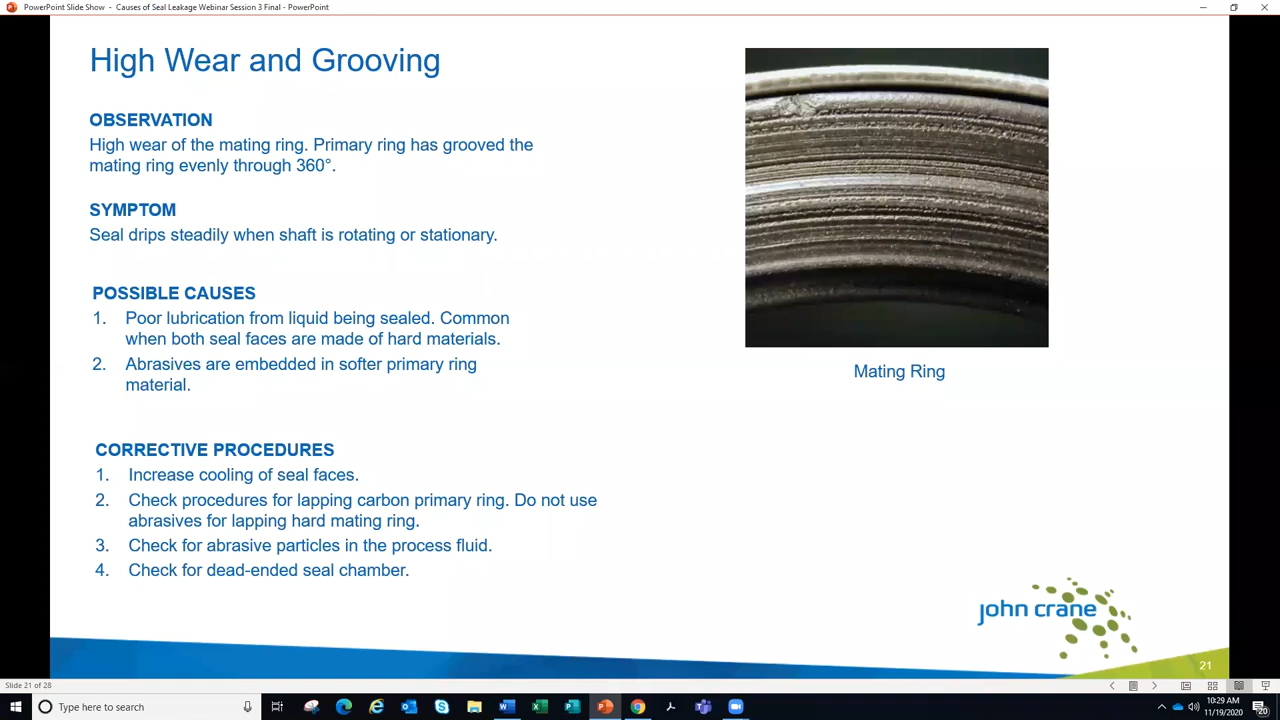 PowerPoint Slide Show - Causes of Seal Leakage Webinar Session 3 Final - PowerPoint
High Wear and Grooving
OBSERVATION
High wear of the mating ring. Primary ring has grooved the
mating ring evenly through 360°.
SYMPTOM
Seal drips steadily when shaft is rotating or stationary.
POSSIBLE CAUSES
1. Poor lubrication from liquid being sealed. Common
when both seal faces are made of hard materials.
2. Abrasives are embedded in softer primary ring
material.
CORRECTIVE PROCEDURES
1. Increase cooling of seal faces.
2. Check procedures for lapping carbon primary ring. Do not use
abrasives for lapping hard mating ring.
3. Check for abrasive particles in the process fluid.
4. Check for dead-ended seal chamber.
Mating Ring
john crane
21
Slide 21 of 28
Type here to search
10:29 AM
11/19/2020
20